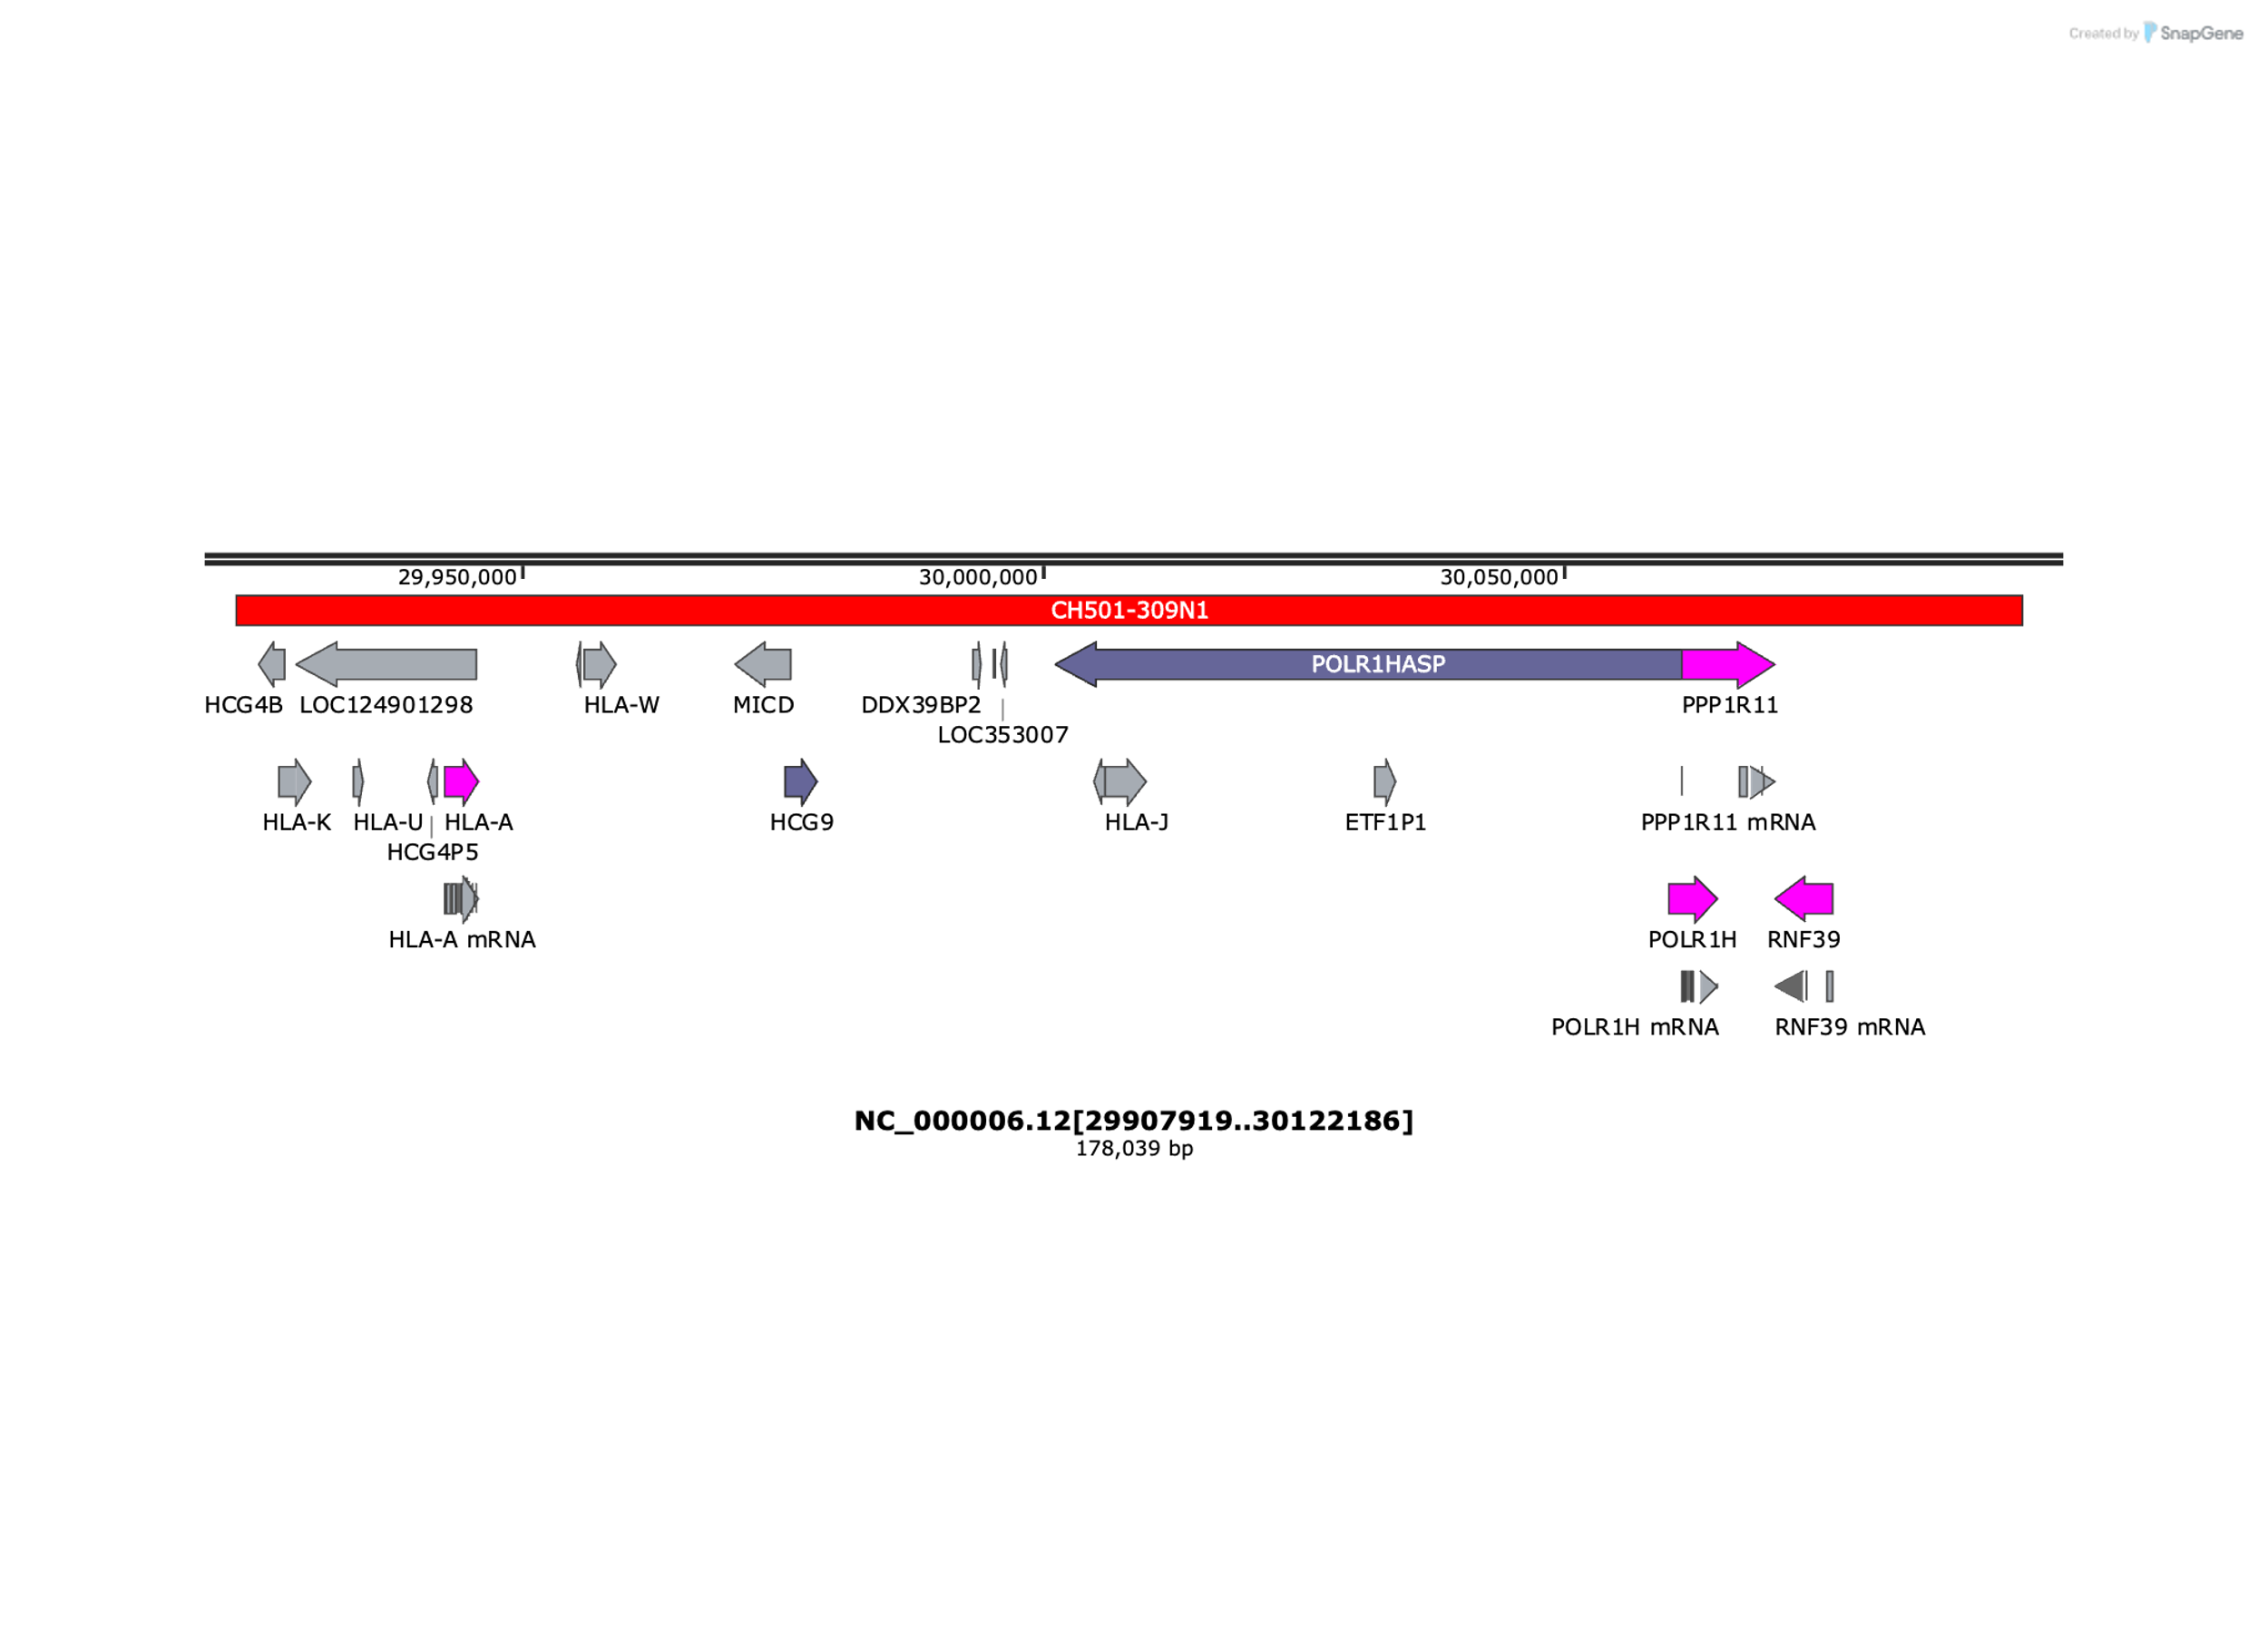 Created by SnapGene
29,950,000 30,000,000 30,050,000
CH501-309N1
POLR1HASP
HCG4B LOC124901298 HLA-W MICD DDX39BP2 PPP1R11
LOC353007
HLA-K HLA-U HLA-A HCG9 HLA-J ETF1P1 PPP1R11 mRNA
HCG4P5
HLA-A mRNA POLR1H RNF39
POLR1H mRNA RNF39 mRNA
NC_000006.12[29907919..30122186]
178,039 bp